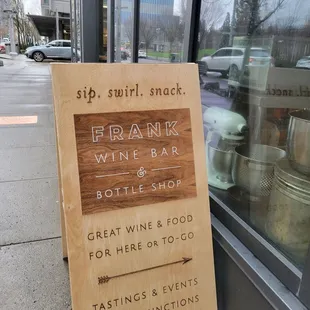 sip. swirl. snack.
FRANK
WINE BAR
&
BOTTLE SHOP
GREAT WINE & FOOD
FOR HERE OR TO-GO
TASTINGS & EVENTS